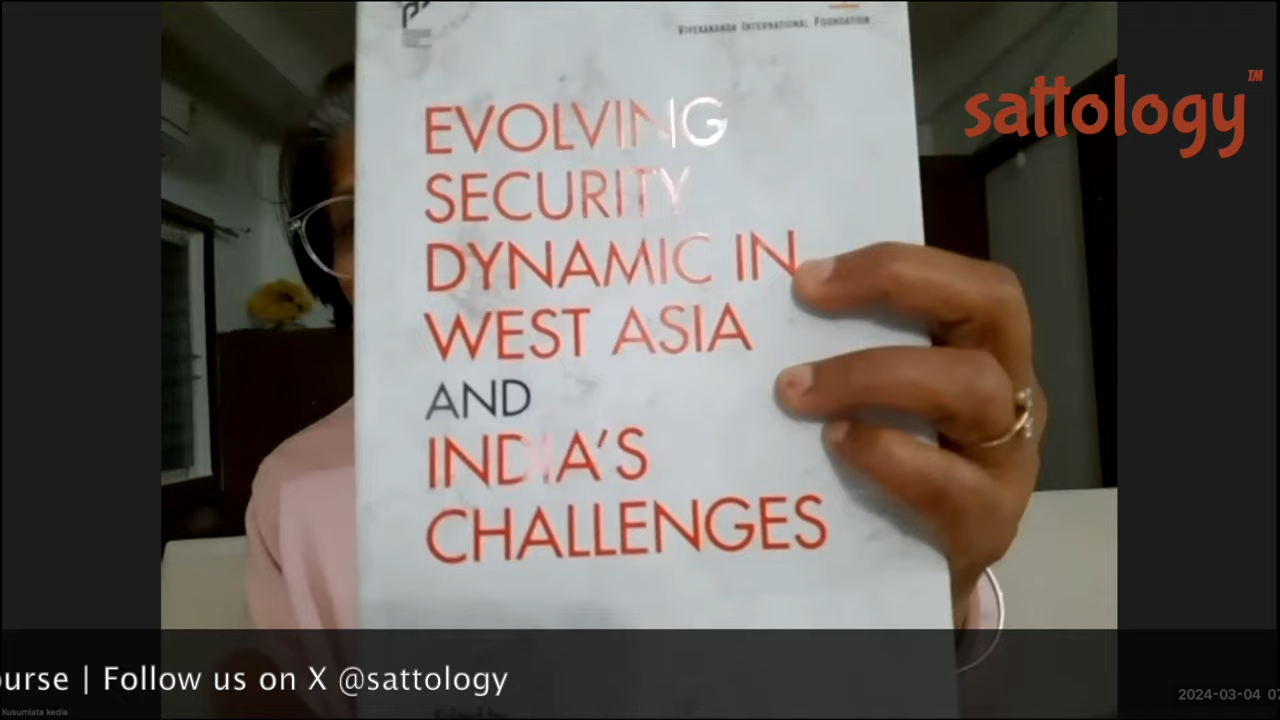 VIVEKANANDA INTERNATIONAL FOUNDATION
sattology™
EVOLVING
SECURITY
DYNAMIC IN
WEST ASIA
AND
INDIA'S
CHALLENGES
ourse | Follow us on X @sattology
2024-03-04 07
Kusumlata kedia